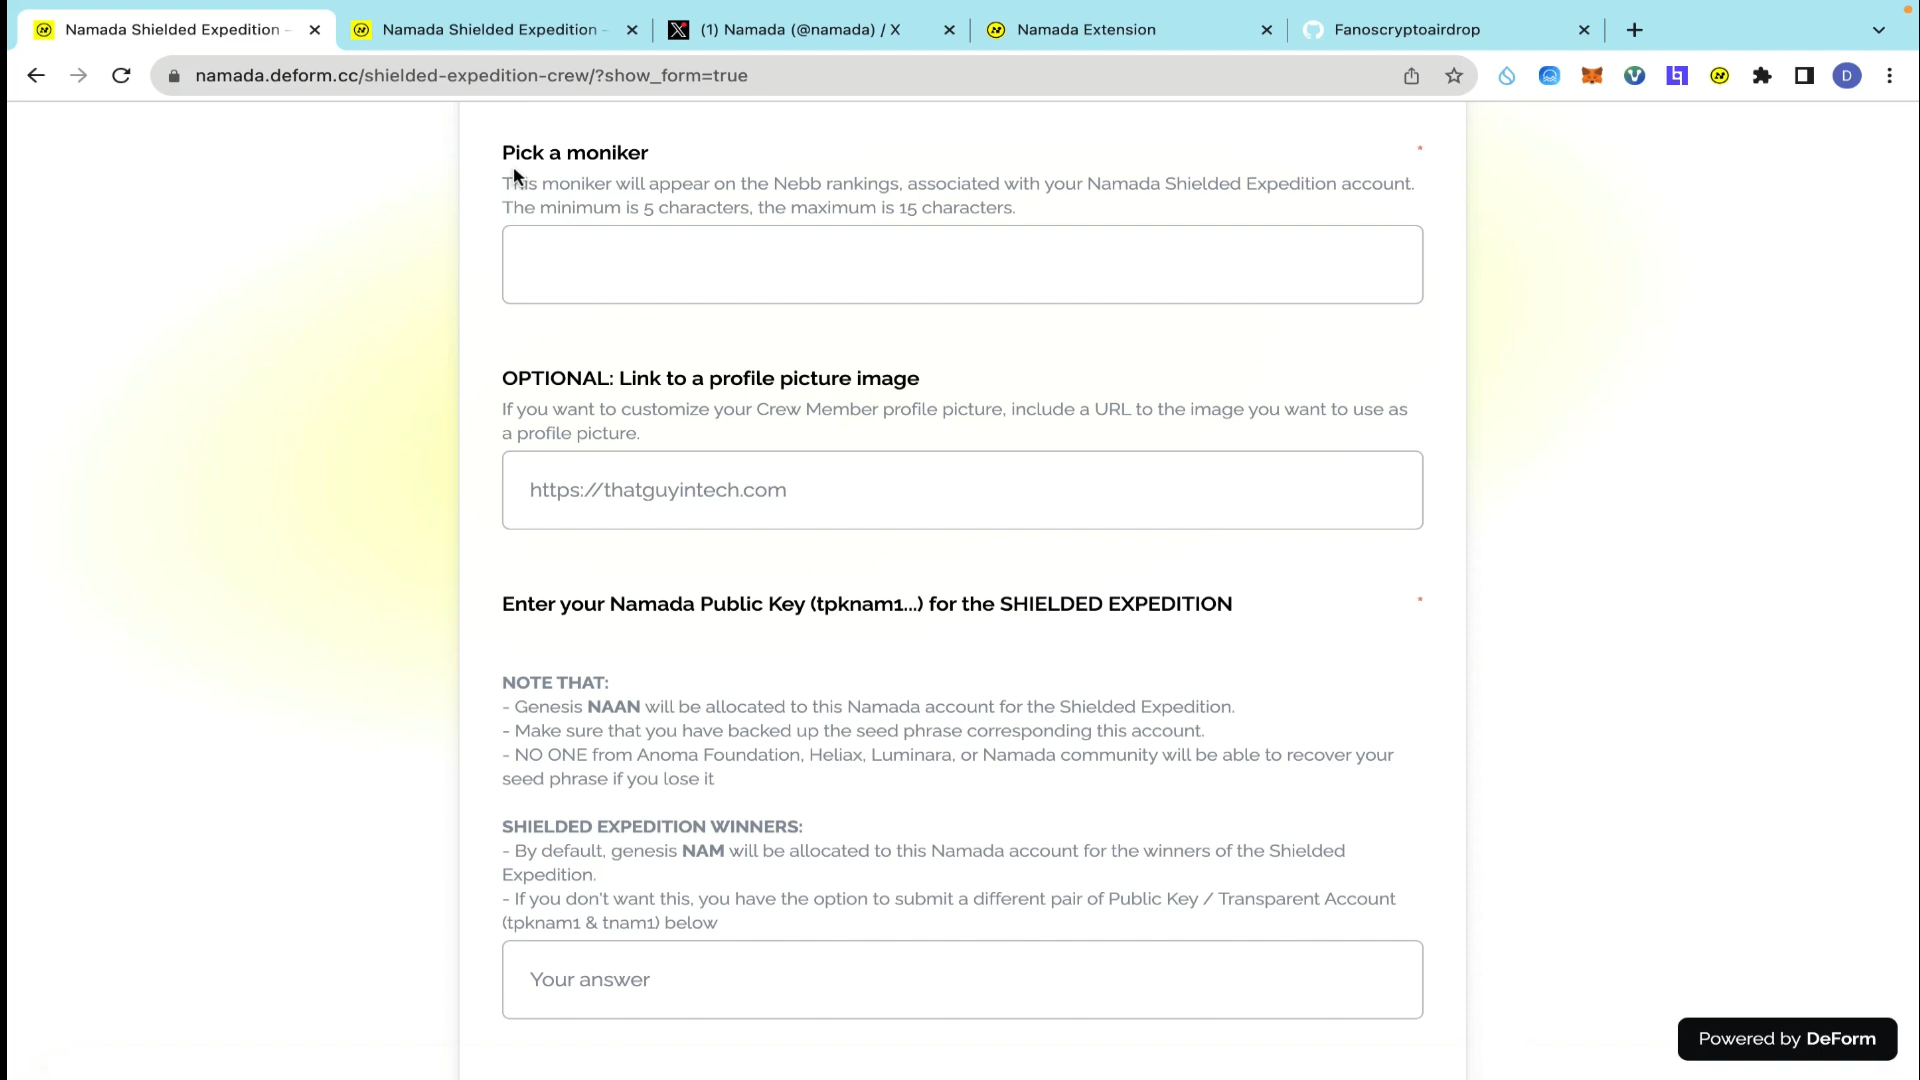 Namada Shielded Expedition -
Namada Shielded Expedition -
(1) Namada (@namada) / X
Namada Extension
Fanoscryptoairdrop
namada.deform.cc/shielded-expedition-crew/?show_form=true
D
Pick a moniker *
This moniker will appear on the Nebb rankings, associated with your Namada Shielded Expedition account.
The minimum is 5 characters, the maximum is 15 characters.
OPTIONAL: Link to a profile picture image
If you want to customize your Crew Member profile picture, include a URL to the image you want to use as
a profile picture.
https://thatguyintech.com
Enter your Namada Public Key (tpknam1...) for the SHIELDED EXPEDITION *
NOTE THAT:
- Genesis NAAN will be allocated to this Namada account for the Shielded Expedition.
- Make sure that you have backed up the seed phrase corresponding this account.
- NO ONE from Anoma Foundation, Heliax, Luminara, or Namada community will be able to recover your
seed phrase if you lose it
SHIELDED EXPEDITION WINNERS:
- By default, genesis NAM will be allocated to this Namada account for the winners of the Shielded
Expedition.
- If you don't want this, you have the option to submit a different pair of Public Key / Transparent Account
(tpknam1 & tnam1) below
Your answer
Powered by DeForm